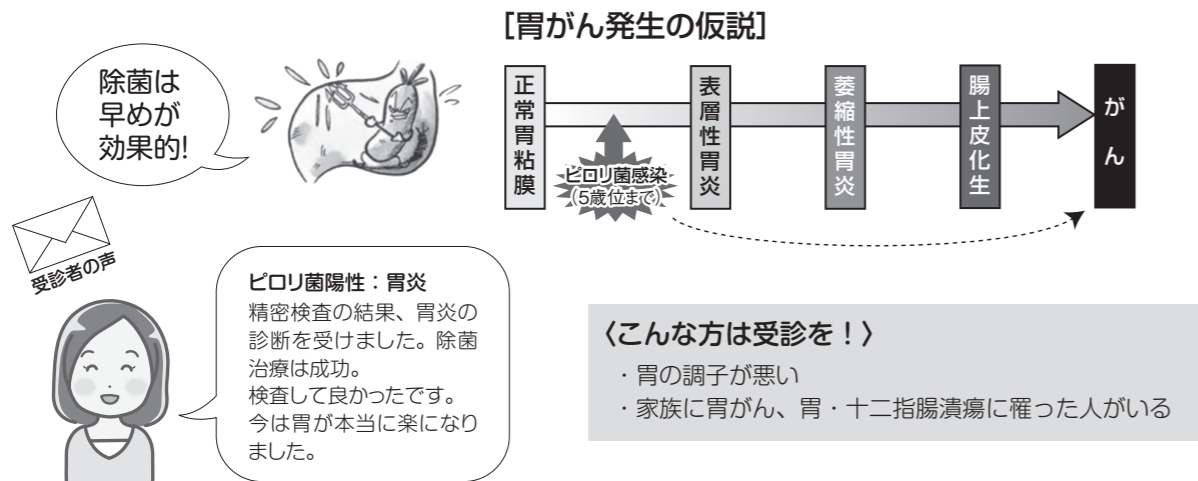 [胃がん発生の仮説]
除菌は
早めが
効果的!
正常胃粘膜
ピロリ菌感染
(5歳位まで)
表層性胃炎
萎縮性胃炎
腸上皮化生
がん
受診者の声
ピロリ菌陽性：胃炎
精密検査の結果、胃炎の
診断を受けました。除菌
治療は成功。
検査して良かったです。
今は胃が本当に楽になり
ました。
〈こんな方は受診を！〉
・胃の調子が悪い
・家族に胃がん、胃・十二指腸潰瘍に罹った人がいる